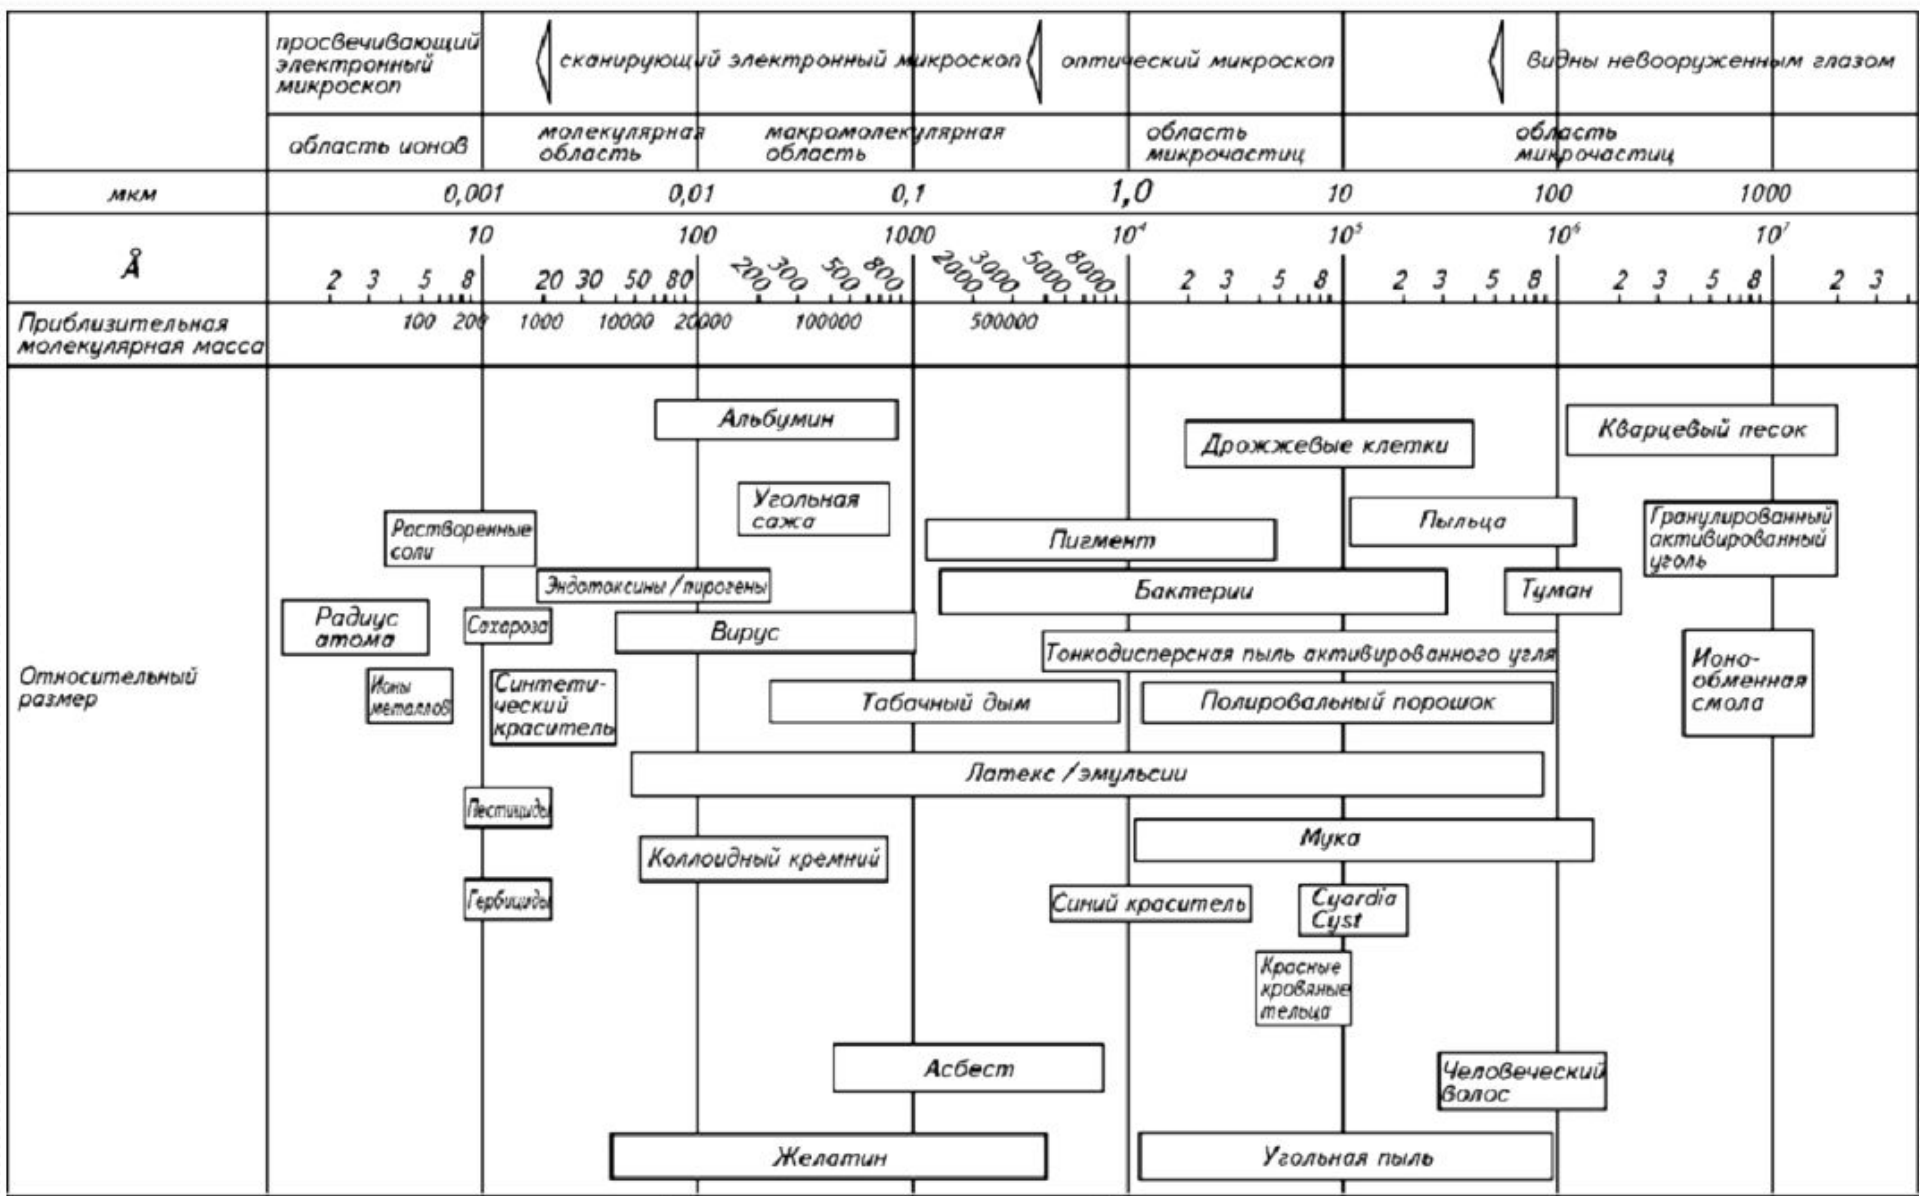 просвечивающий
электронный
микроскоп
сканирующий электронный микроскоп
оптический микроскоп
видны невооруженным глазом
область ионов
молекулярная
область
макромолекулярная
область
область
микрочастиц
область
микрочастиц
мкм 0,001 0,01 0,1 1,0 10 100 1000
10 100 1000 10⁴ 10⁵ 10⁶ 10⁷
Å
2 3 5 8 20 30 50 80 200 300 500 800 2000 3000 5000 8000 2 3 5 8 2 3 5 8 2 3 5 8 2 3
Приблизительная
молекулярная масса
100 200 1000 10000 20000 100000 500000
Альбумин
Дрожжевые клетки
Кварцевый песок
Угольная
сажа
Растворенные
соли
Пигмент
Пыльца
Гранулированный
активированный
уголь
Эндотоксины / пирогены
Бактерии
Туман
Радиус
атома
Сахароза
Вирус
Тонкодисперсная пыль активированного угля
Ионо-
обменная
смола
Относительный
размер
Ионы
металлов
Синтети-
ческий
краситель
Табачный дым
Полировальный порошок
Латекс / эмульсии
Пестициды
Мука
Коллоидный кремний
Гербициды
Синий краситель
Cyardia
Cyst
Красные
кровяные
тельца
Асбест
Человеческий
волос
Желатин
Угольная пыль